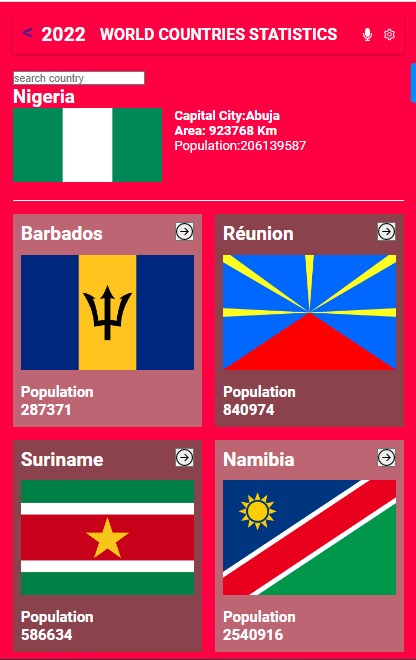 < 2022 WORLD COUNTRIES STATISTICS
search country
Nigeria
Capital City:Abuja
Area: 923768 Km
Population:206139587
Barbados
Population
287371
Réunion
Population
840974
Suriname
Population
586634
Namibia
Population
2540916